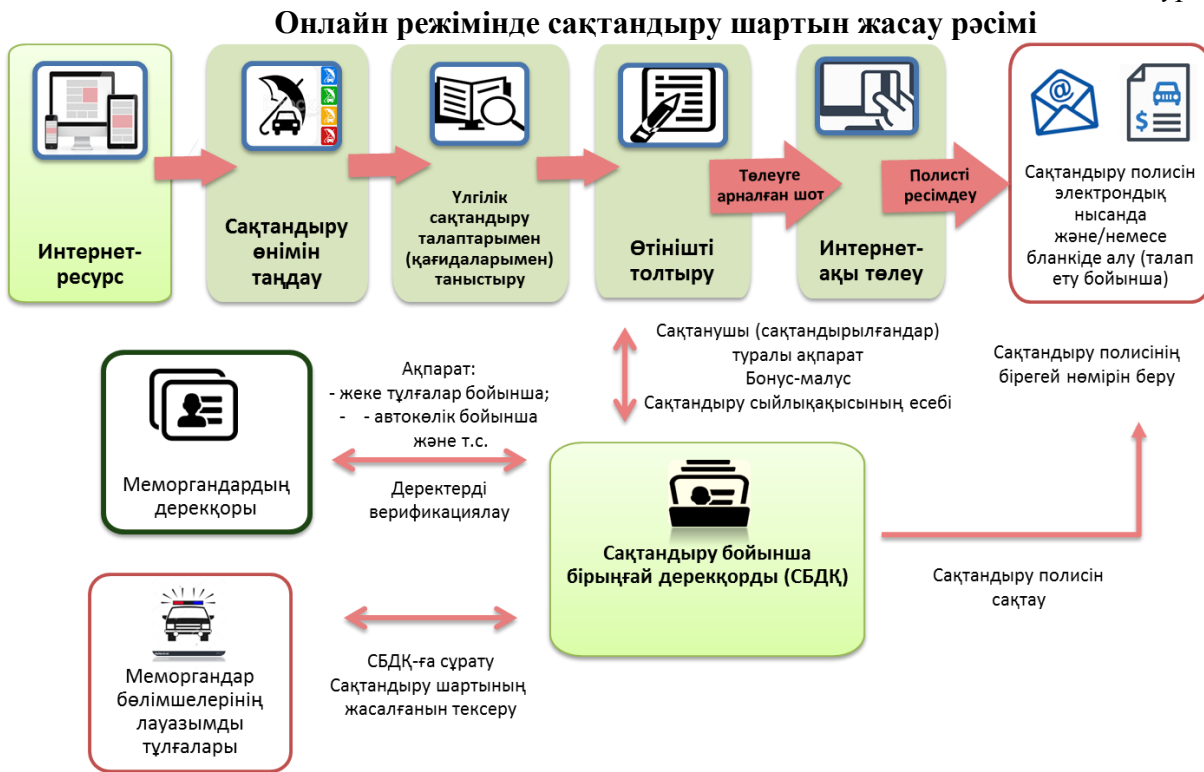 Онлайн режімінде сақтандыру шартын жасау рәсімі
Интернет-
ресурс
Сақтандыру
өнімін
таңдау
Үлгілік
сақтандыру
талаптарымен
(қағидаларымен)
таныстыру
Өтінішті
толтыру
Төлеуге
арналған шот
Интернет-
ақы төлеу
Полисті
ресімдеу
Сақтандыру полисін
электрондық
нысанда
және/немесе
бланкіде алу (талап
ету бойынша)
Сақтанушы (сақтандырылғандар)
туралы ақпарат
Бонус-малус
Сақтандыру сыйлықақысының есебі
Сақтандыру полисінің
бірегей нөмірін беру
Ақпарат:
- жеке тұлғалар бойынша;
- - автокөлік бойынша
және т.с.
Меморгандардың
дерекқоры
Деректерді
верификациялау
Сақтандыру бойынша
бірыңғай дерекқорды (СБДҚ)
Сақтандыру полисін
сақтау
Меморгандар
бөлімшелерінің
лауазымды
тұлғалары
СБДҚ-ға сұрату
Сақтандыру шартының
жасалғанын тексеру